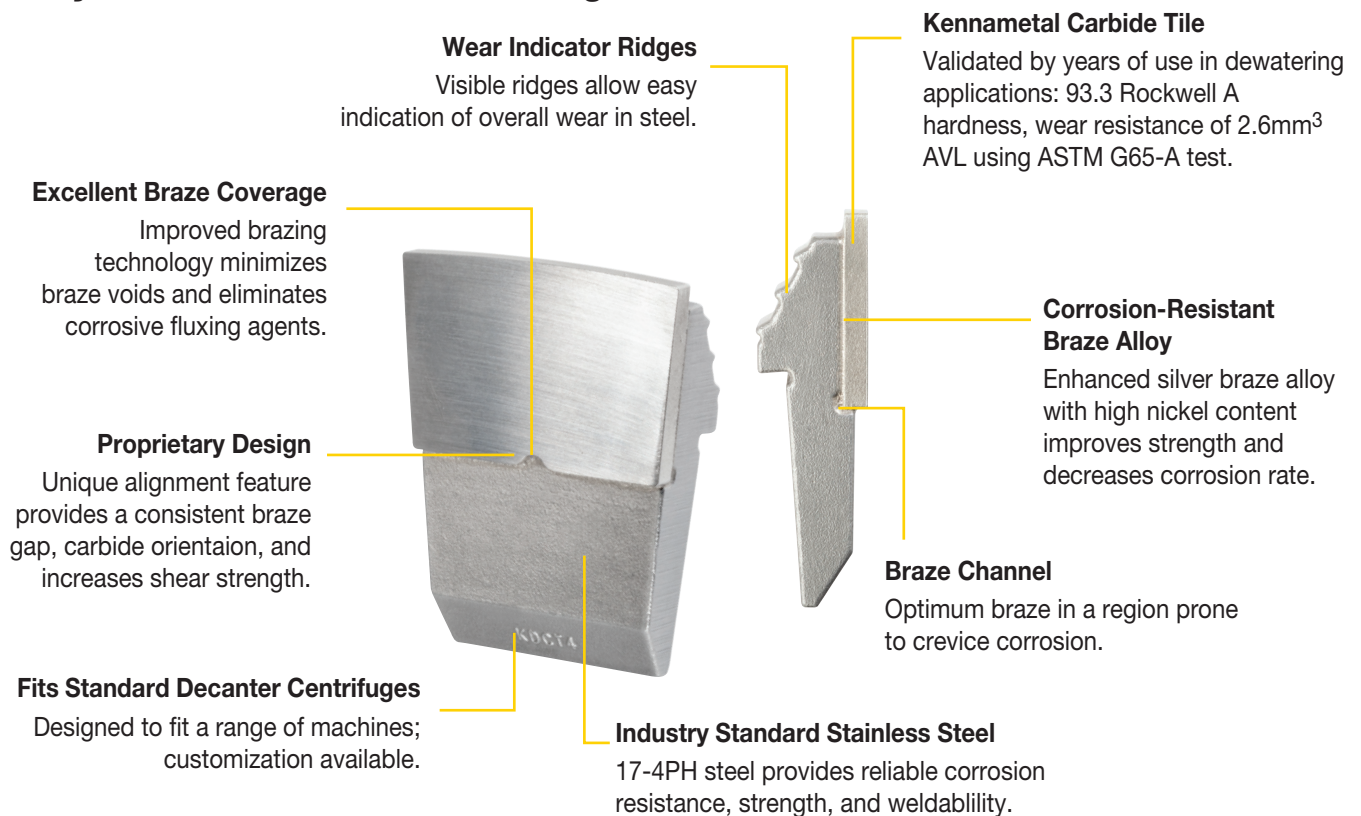 Wear Indicator Ridges
Visible ridges allow easy
indication of overall wear in steel.
Kennametal Carbide Tile
Validated by years of use in dewatering
applications: 93.3 Rockwell A
hardness, wear resistance of 2.6mm³
AVL using ASTM G65-A test.
Excellent Braze Coverage
Improved brazing
technology minimizes
braze voids and eliminates
corrosive fluxing agents.
Corrosion-Resistant
Braze Alloy
Enhanced silver braze alloy
with high nickel content
improves strength and
decreases corrosion rate.
Proprietary Design
Unique alignment feature
provides a consistent braze
gap, carbide orientaion, and
increases shear strength.
Braze Channel
Optimum braze in a region prone
to crevice corrosion.
KDCT4
Fits Standard Decanter Centrifuges
Designed to fit a range of machines;
customization available.
Industry Standard Stainless Steel
17-4PH steel provides reliable corrosion
resistance, strength, and weldablility.